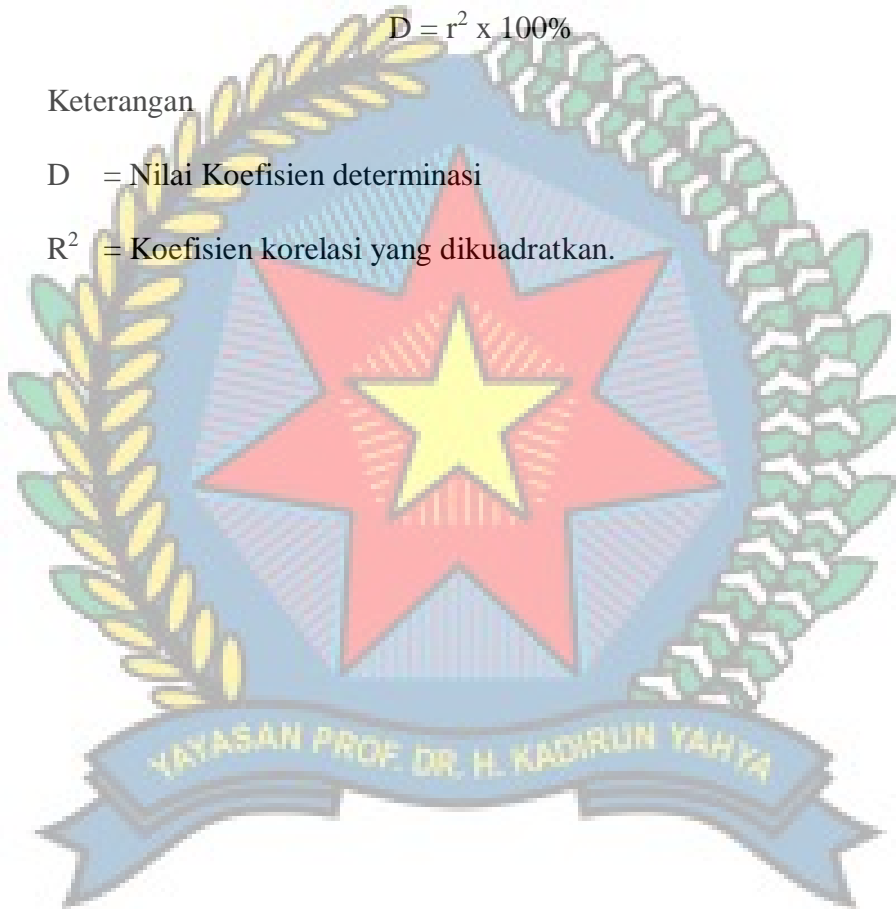 D = r² x 100%
Keterangan
D = Nilai Koefisien determinasi
R² = Koefisien korelasi yang dikuadratkan.
YAYASAN PROF. DR. H. KADIRUN YAHYA